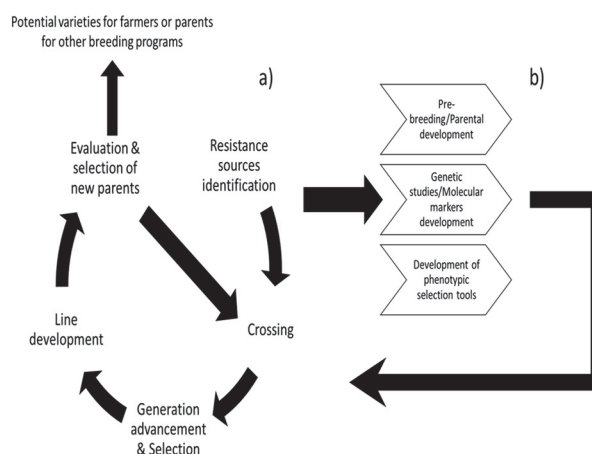 Potential varieties for farmers or parents
for other breeding programs
a)
b)
Evaluation &
selection of
new parents
Resistance
sources
identification
Line
development
Crossing
Generation
advancement
& Selection
Pre-
breeding/Parental
development
Genetic
studies/Molecular
markers
development
Development of
phenotypic
selection tools